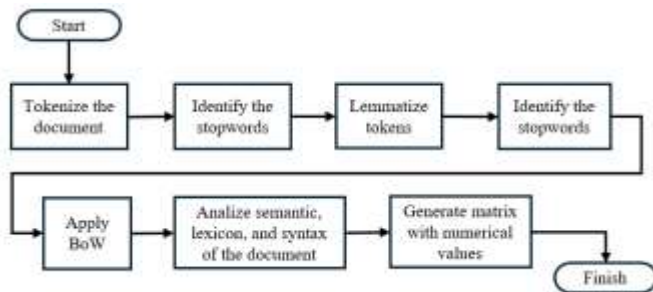 Start
Tokenize the
document
Identify the
stopwords
Lemmatize
tokens
Identify the
stopwords
Apply
BoW
Analize semantic,
lexicon, and syntax
of the document
Generate matrix
with numerical
values
Finish